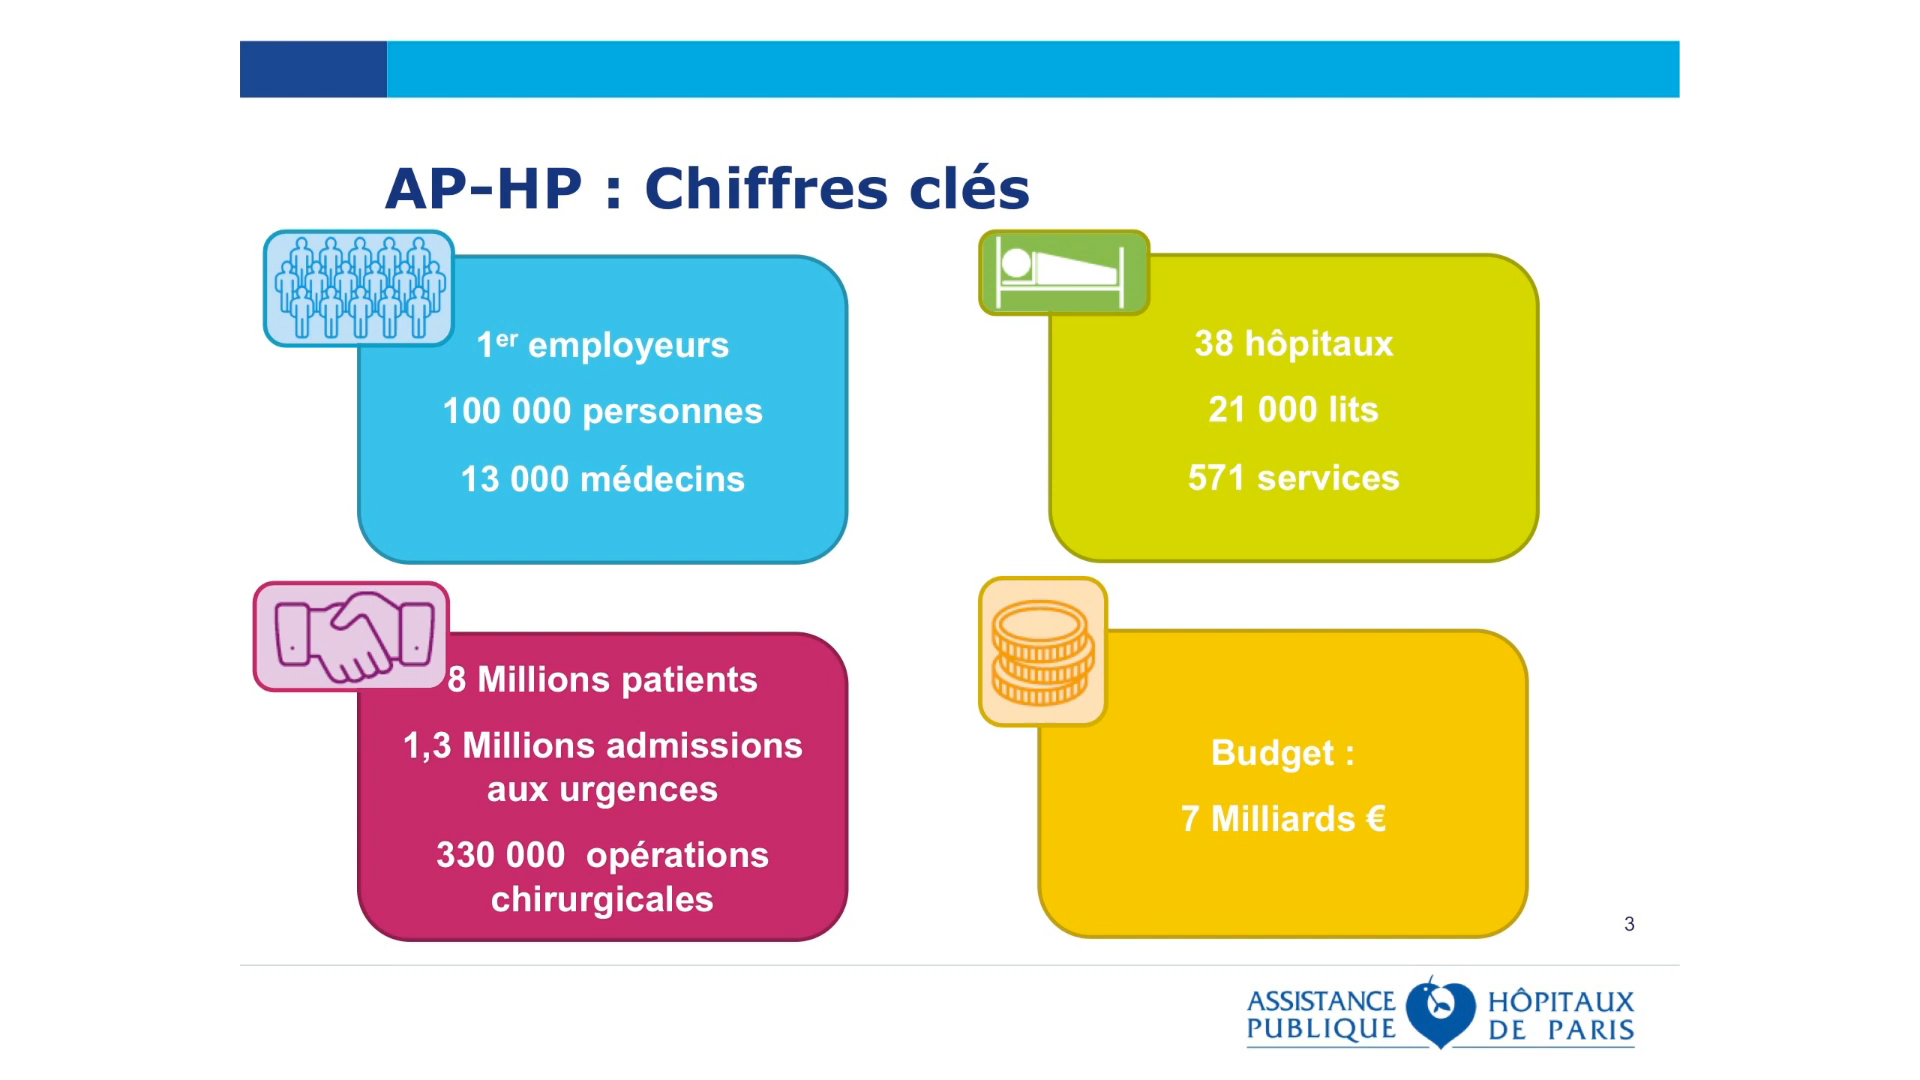 AP-HP : Chiffres clés
1er employeurs
100 000 personnes
13 000 médecins
38 hôpitaux
21 000 lits
571 services
8 Millions patients
1,3 Millions admissions
aux urgences
330 000  opérations
chirurgicales
Budget :
7 Milliards €
3
ASSISTANCE
PUBLIQUE
HÔPITAUX
DE PARIS